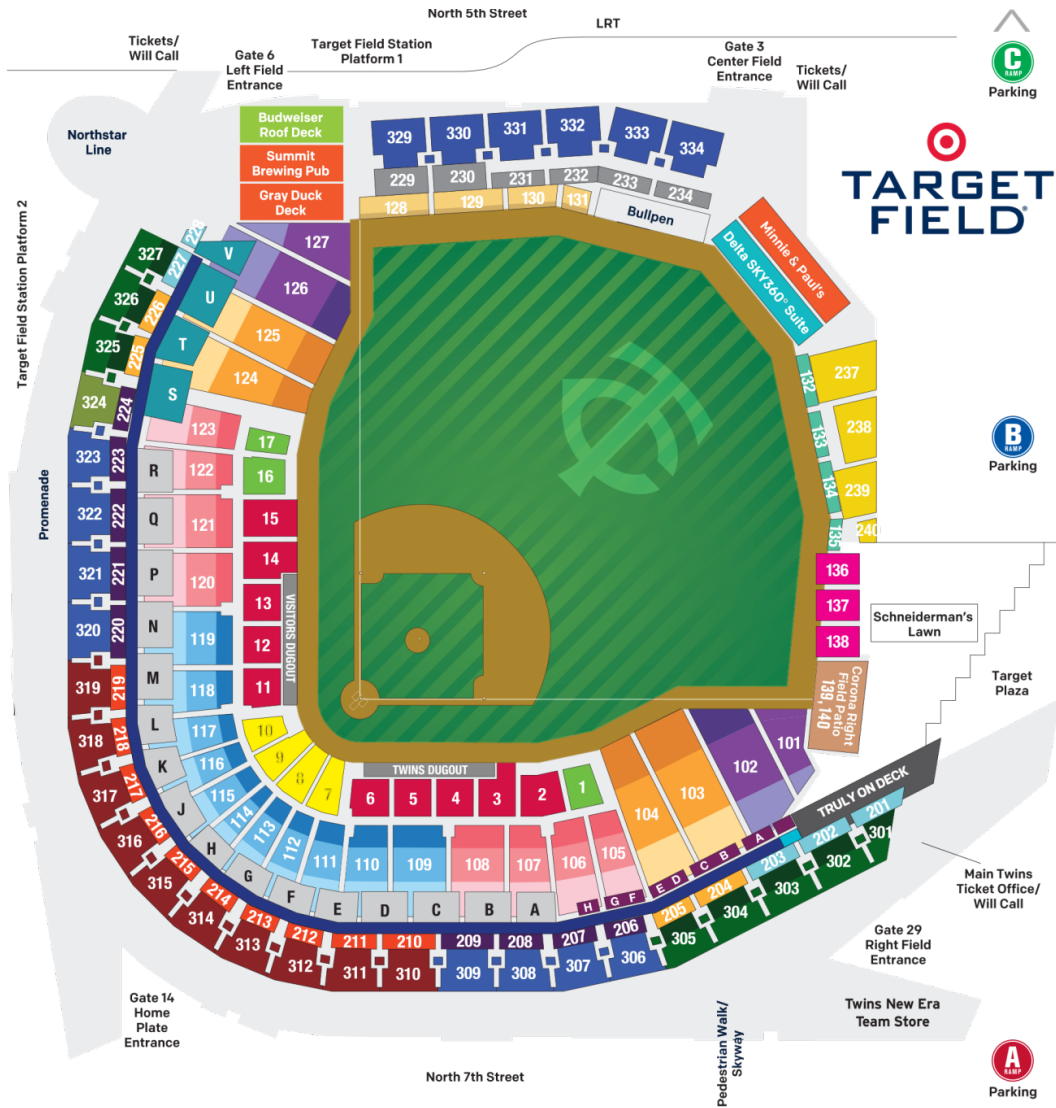 North 5th Street
LRT
Tickets/
Will Call
Gate 6
Left Field
Entrance
Target Field Station
Platform 1
Gate 3
Center Field
Entrance
Tickets/
Will Call
C
RAMP
Parking
Northstar
Line
Budweiser
Roof Deck
Summit
Brewing Pub
Gray Duck
Deck
329
330
331
332
333
334
229
230
231
232
233
234
128
129
130
131
Bullpen
TARGET
FIELD®
Minnie & Paul's
Delta SKY360° Suite
Target Field Station Platform 2
Promenade
327
326
325
324
323
322
321
320
319
318
317
316
315
314
313
312
311
310
309
308
307
306
305
304
303
302
301
228
227
226
225
224
223
222
221
220
219
218
217
216
215
214
213
212
211
210
209
208
207
206
205
204
203
202
201
V
U
T
S
R
Q
P
N
M
L
K
J
H
G
F
E
D
C
B
A
H
G
F
E
D
C
B
A
127
126
125
124
123
122
121
120
119
118
117
116
115
114
113
112
111
110
109
108
107
106
105
104
103
102
101
17
16
15
14
13
12
11
10
9
8
7
6
5
4
3
2
1
VISITORS DUGOUT
TWINS DUGOUT
132
133
134
135
237
238
239
240
136
137
138
Corona Right
Field Patio
139, 140
B
RAMP
Parking
Schneiderman's
Lawn
Target
Plaza
TRULY ON DECK
Main Twins
Ticket Office/
Will Call
Gate 29
Right Field
Entrance
Twins New Era
Team Store
Gate 14
Home
Plate
Entrance
North 7th Street
Pedestrian Walk/
Skyway
A
RAMP
Parking